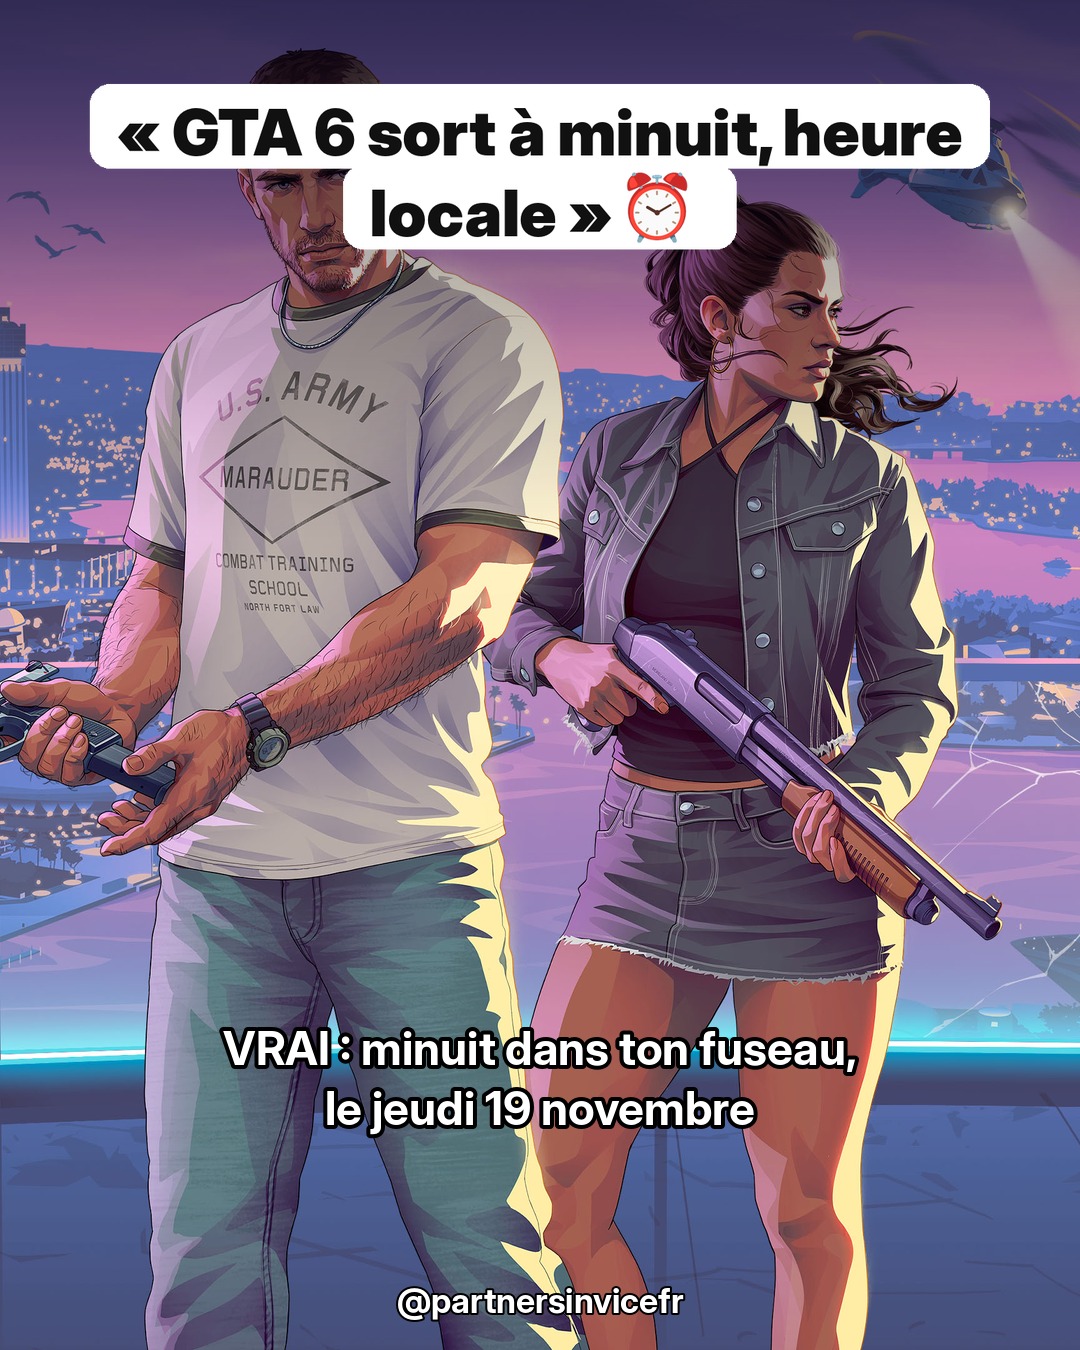 « GTA 6 sort à minuit, heure
locale » ⏰
U.S. ARMY
MARAUDER
COMBAT TRAINING
SCHOOL
NORTH FORT LAW
VRAI : minuit dans ton fuseau,
le jeudi 19 novembre
@partnersinvicefr